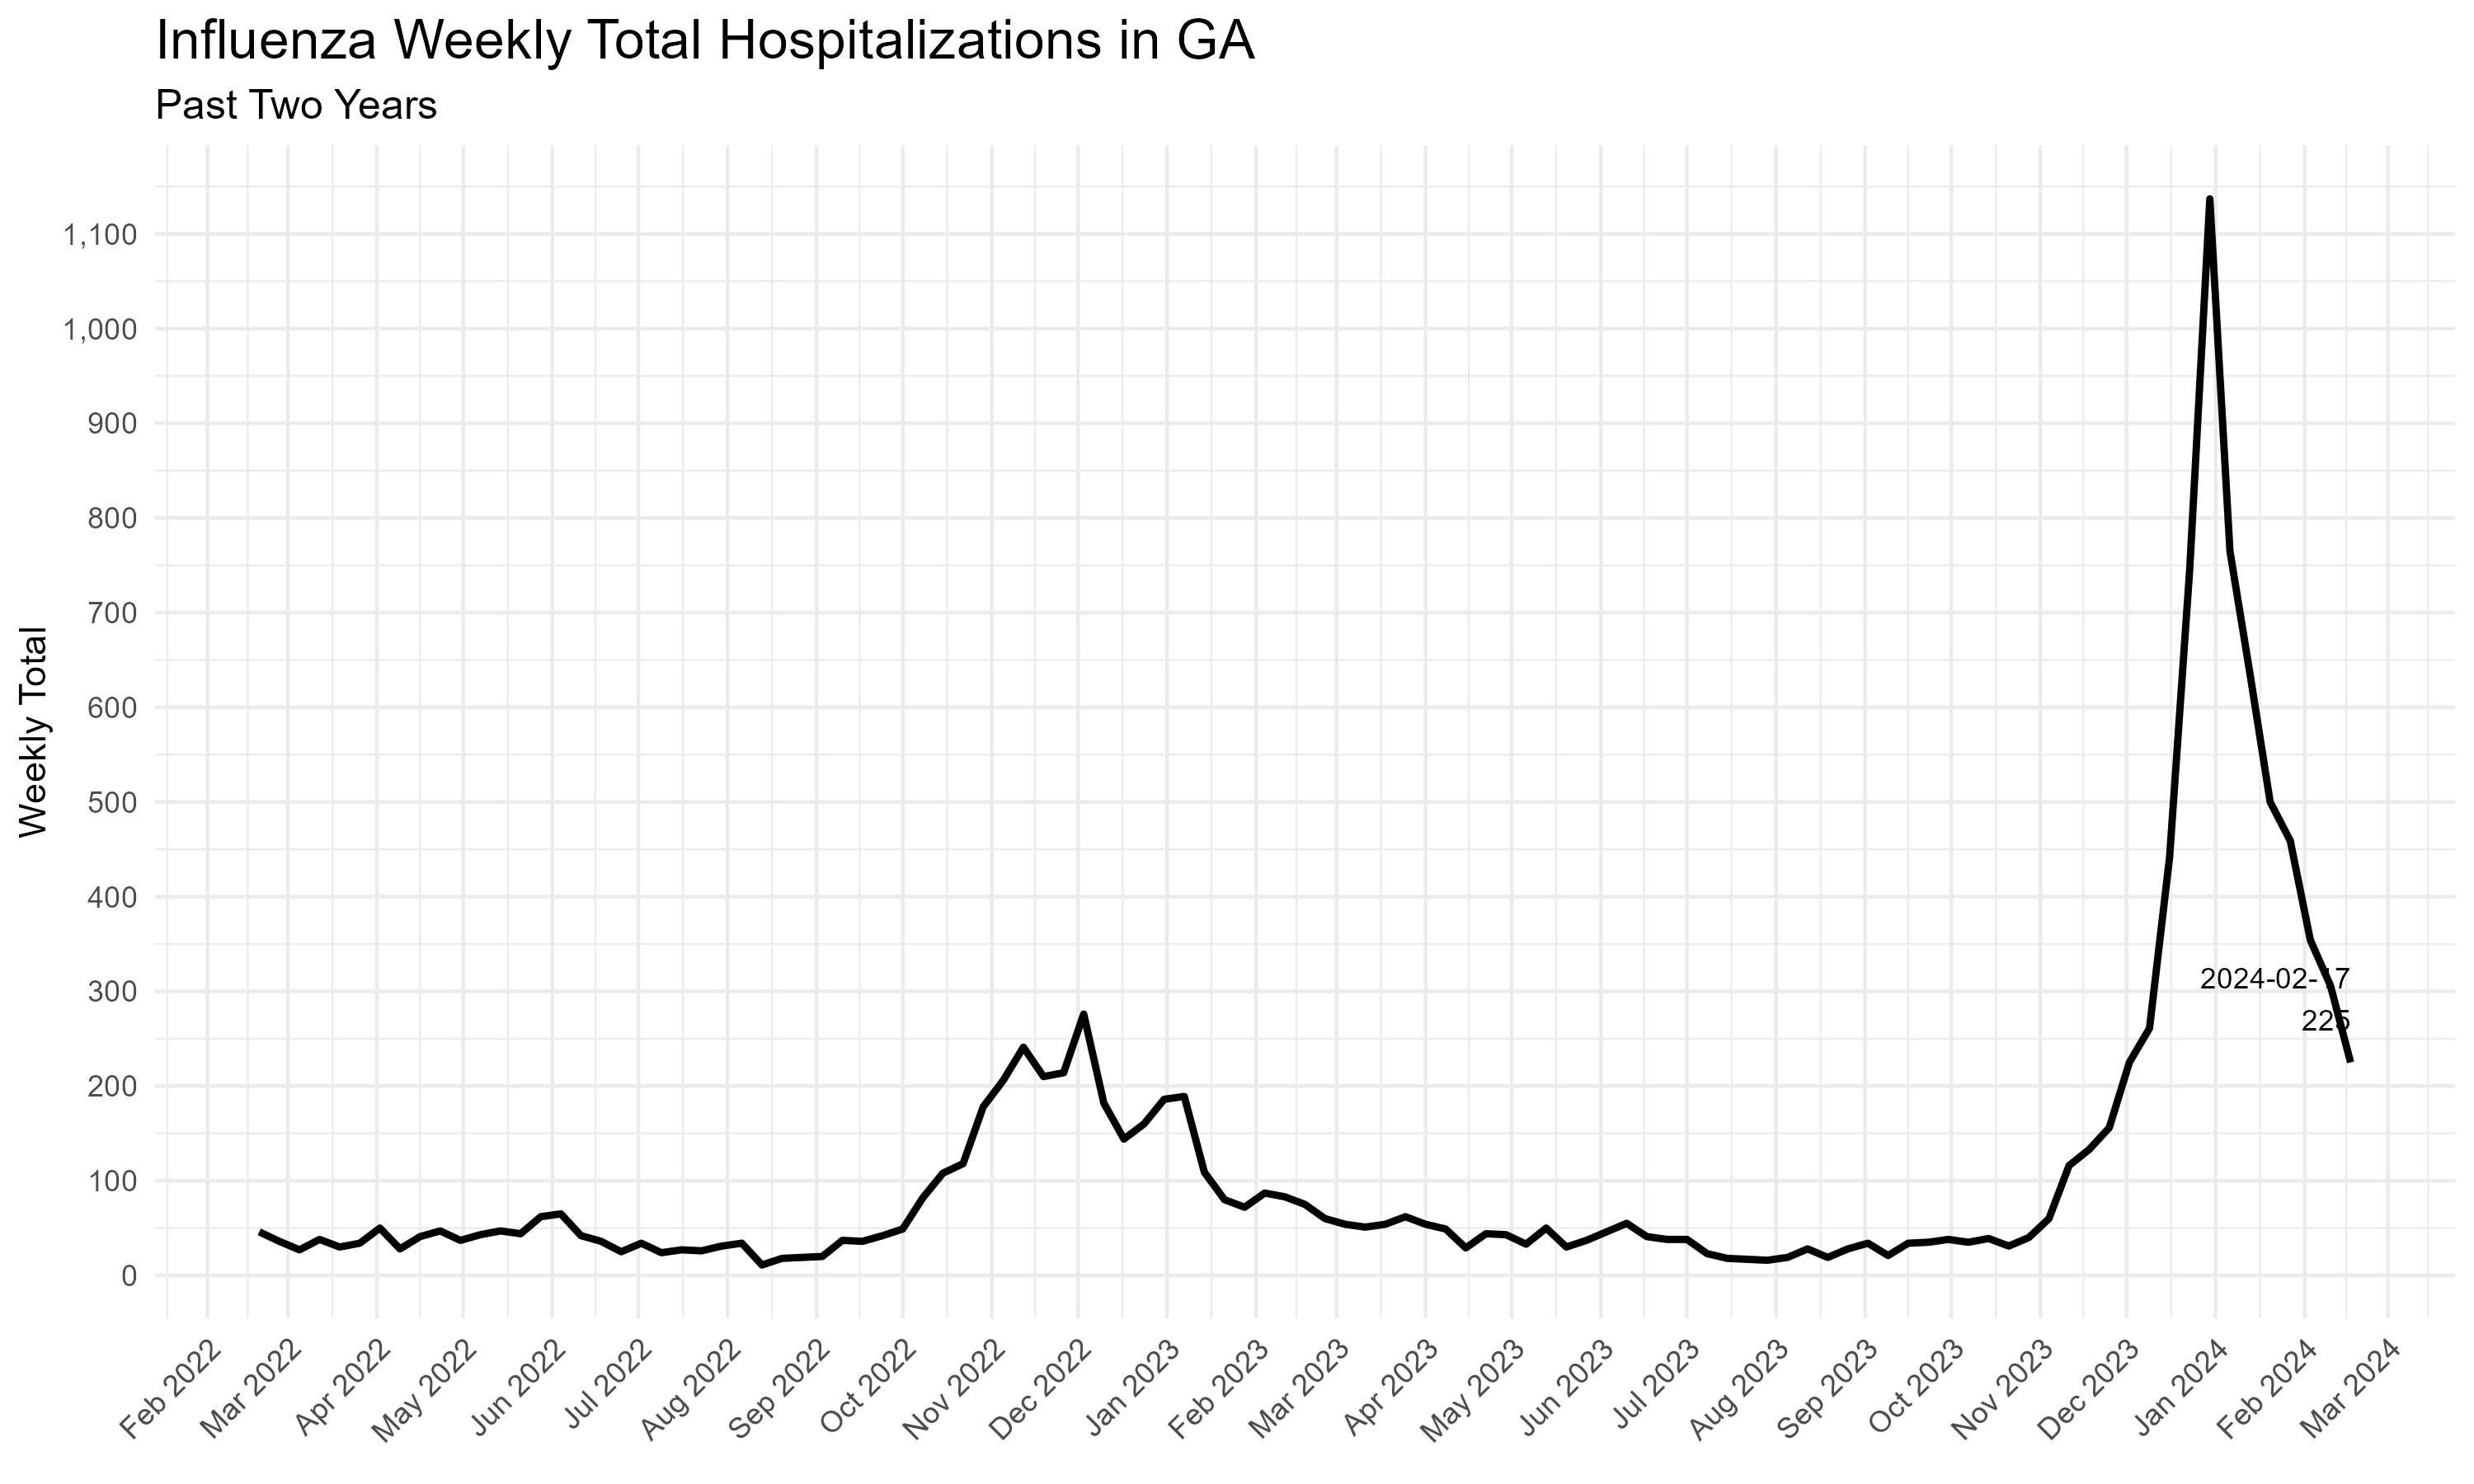 Influenza Weekly Total Hospitalizations in GA
Past Two Years
Weekly Total
1,100
1,000
900
800
700
600
500
400
300
200
100
0
2024-02-17
225
Feb 2022
Mar 2022
Apr 2022
May 2022
Jun 2022
Jul 2022
Aug 2022
Sep 2022
Oct 2022
Nov 2022
Dec 2022
Jan 2023
Feb 2023
Mar 2023
Apr 2023
May 2023
Jun 2023
Jul 2023
Aug 2023
Sep 2023
Oct 2023
Nov 2023
Dec 2023
Jan 2024
Feb 2024
Mar 2024